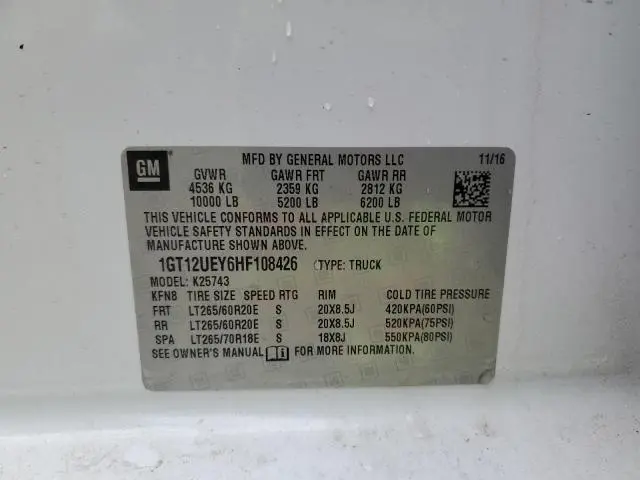 GM
MFD BY GENERAL MOTORS LLC 11/16
GVWR GAWR FRT GAWR RR
4536 KG 2359 KG 2812 KG
10000 LB 5200 LB 6200 LB
THIS VEHICLE CONFORMS TO ALL APPLICABLE U.S. FEDERAL MOTOR
VEHICLE SAFETY STANDARDS IN EFFECT ON THE DATE OF
MANUFACTURE SHOWN ABOVE.
1GT12UEY6HF108426 TYPE: TRUCK
MODEL: K25743
KFN8 TIRE SIZE SPEED RTG RIM COLD TIRE PRESSURE
FRT LT265/60R20E S 20X8.5J 420KPA(60PSI)
RR LT265/60R20E S 20X8.5J 520KPA(75PSI)
SPA LT265/70R18E S 18X8J 550KPA(80PSI)
SEE OWNER'S MANUAL FOR MORE INFORMATION.